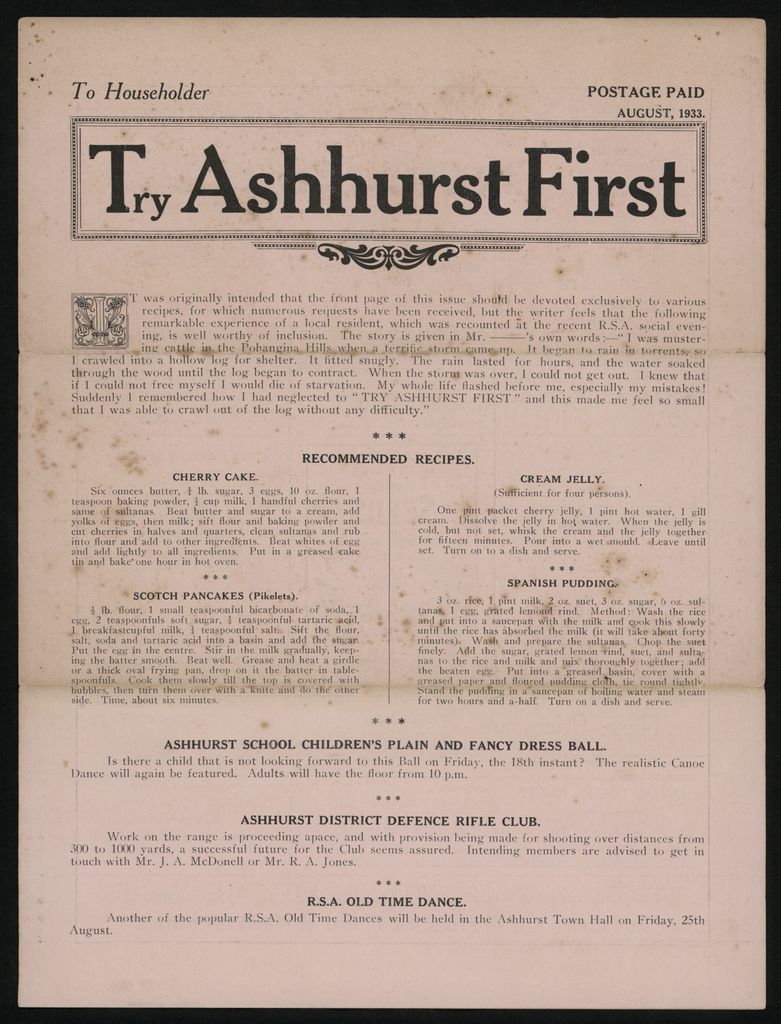 To Householder
POSTAGE PAID
AUGUST, 1933.
Try Ashhurst First
IT was originally intended that the front page of this issue should be devoted exclusively to various
recipes, for which numerous requests have been received, but the writer feels that the following
remarkable experience of a local resident, which was recounted at the recent R.S.A. social even-
ing, is well worthy of inclusion. The story is given in Mr. ———'s own words:—“ I was muster-
ing cattle in the Pohangina Hills when a terrific storm came up. It began to rain in torrents, so
I crawled into a hollow log for shelter. It fitted snugly. The rain lasted for hours, and the water soaked
through the wood until the log began to contract. When the storm was over, I could not get out. I knew that
if I could not free myself I would die of starvation. My whole life flashed before me, especially my mistakes!
Suddenly I remembered how I had neglected to “ TRY ASHHURST FIRST ” and this made me feel so small
that I was able to crawl out of the log without any difficulty.”
* * *
RECOMMENDED RECIPES.
CHERRY CAKE.
Six ounces butter, ¼ lb. sugar, 3 eggs, 10 oz. flour, 1
teaspoon baking powder, ½ cup milk, 1 handful cherries and
same of sultanas. Beat butter and sugar to a cream, add
yolks of eggs, then milk; sift flour and baking powder and
cut cherries in halves and quarters, clean sultanas and rub
into flour and add to other ingredients. Beat whites of egg
and add lightly to all ingredients. Put in a greased cake
tin and bake one hour in hot oven.
* * *
SCOTCH PANCAKES (Pikelets).
½ lb. flour, 1 small teaspoonful bicarbonate of soda, 1
egg, 2 teaspoonfuls soft sugar, ½ teaspoonful tartaric acid,
1 breakfastcupful milk, ¼ teaspoonful salt. Sift the flour,
salt, soda and tartaric acid into a basin and add the sugar.
Put the egg in the centre. Stir in the milk gradually, keep-
ing the batter smooth. Beat well. Grease and heat a girdle
or a thick oval frying pan, drop on it the batter in table-
spoonfuls. Cook them slowly till the top is covered with
bubbles, then turn them over with a knife and do the other
side. Time, about six minutes.
CREAM JELLY.
(Sufficient for four persons).
One pint packet cherry jelly, 1 pint hot water, 1 gill
cream. Dissolve the jelly in hot water. When the jelly is
cold, but not set, whisk the cream and the jelly together
for fifteen minutes. Pour into a wet mould. Leave until
set. Turn on to a dish and serve.
* * *
SPANISH PUDDING.
3 oz. rice, 1 pint milk, 2 oz. suet, 3 oz. sugar, 6 oz. sul-
tanas, 1 egg, grated lemond rind. Method: Wash the rice
and put into a saucepan with the milk and cook this slowly
until the rice has absorbed the milk (it will take about forty
minutes). Wash and prepare the sultanas. Chop the suet
finely. Add the sugar, grated lemon rind, suet, and sulta-
nas to the rice and milk and mix thoroughly together; add
the beaten egg. Put into a greased basin, cover with a
greased paper and floured pudding cloth, tie round tightly.
Stand the pudding in a saucepan of boiling water and steam
for two hours and a-half. Turn on a dish and serve.
* * *
ASHHURST SCHOOL CHILDREN'S PLAIN AND FANCY DRESS BALL.
Is there a child that is not looking forward to this Ball on Friday, the 18th instant? The realistic Canoe
Dance will again be featured. Adults will have the floor from 10 p.m.
* * *
ASHHURST DISTRICT DEFENCE RIFLE CLUB.
Work on the range is proceeding apace, and with provision being made for shooting over distances from
300 to 1000 yards, a successful future for the Club seems assured. Intending members are advised to get in
touch with Mr. J. A. McDonell or Mr. R. A. Jones.
* * *
R.S.A. OLD TIME DANCE.
Another of the popular R.S.A. Old Time Dances will be held in the Ashhurst Town Hall on Friday, 25th
August.